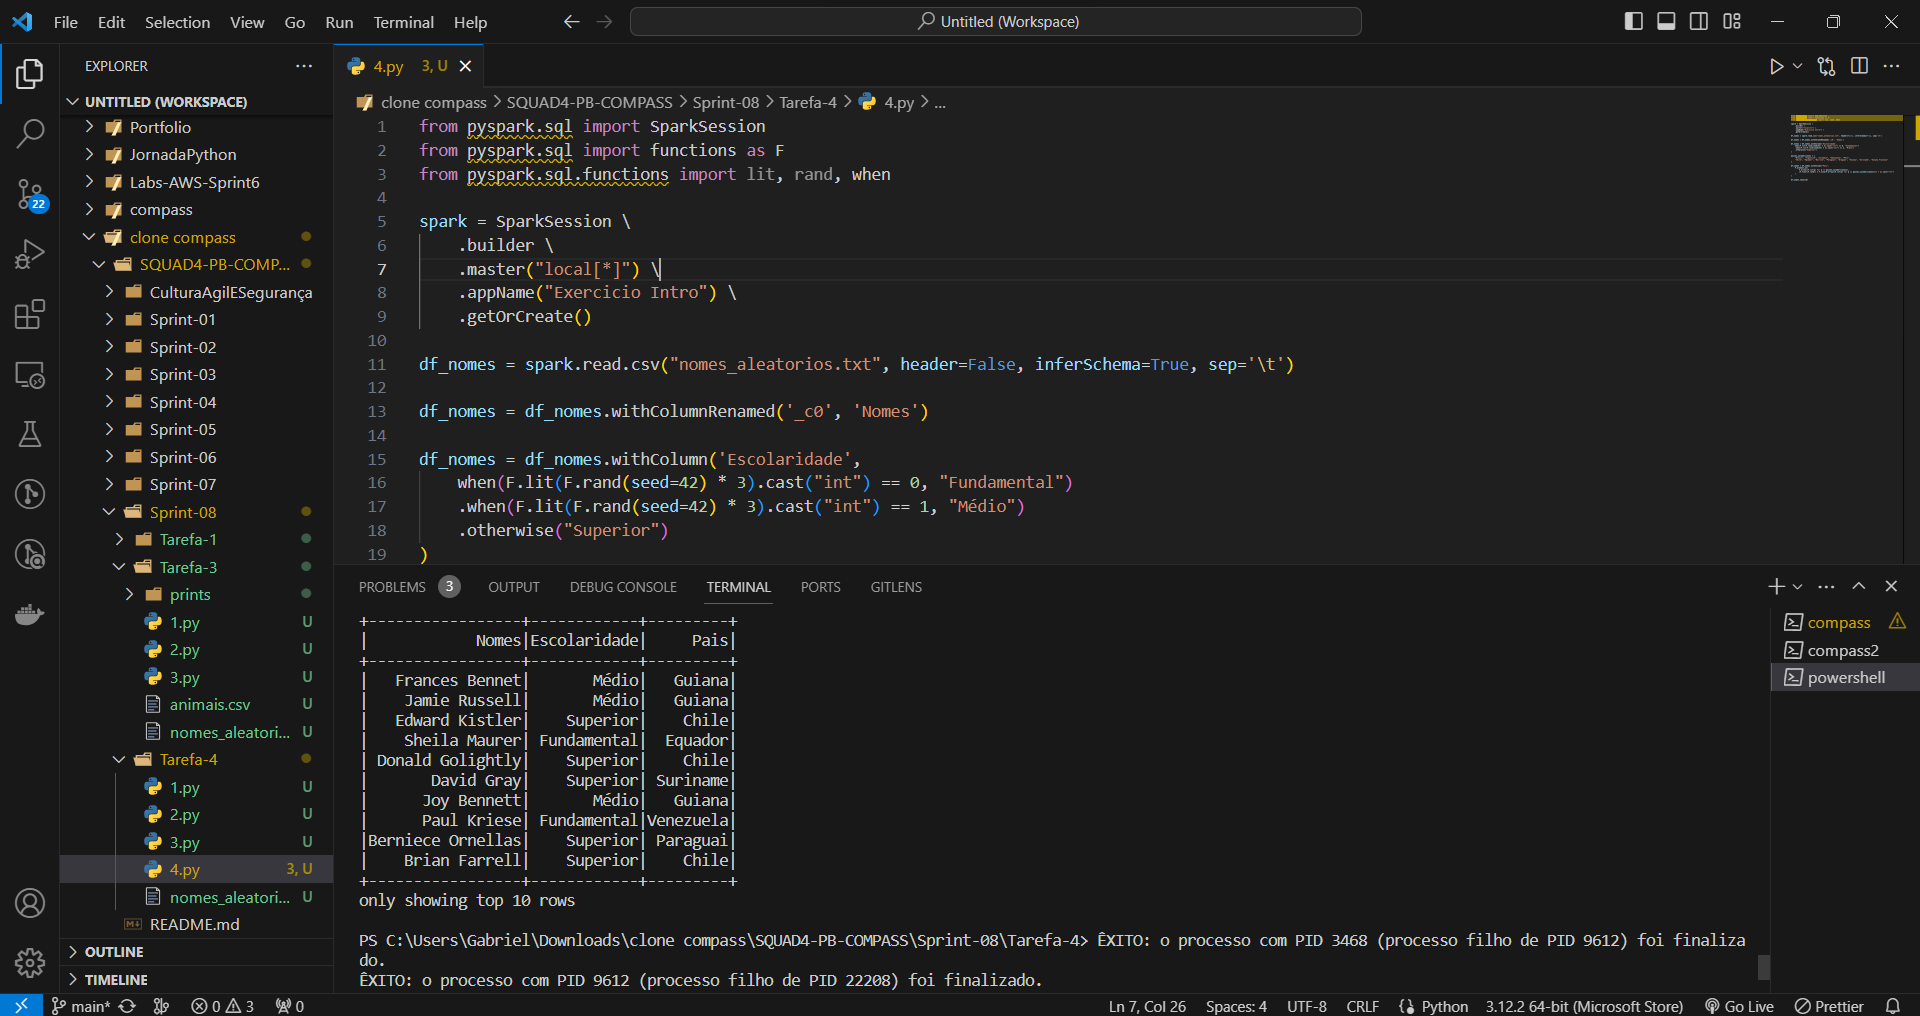 File Edit Selection View Go Run Terminal Help
Untitled (Workspace)
EXPLORER
UNTITLED (WORKSPACE)
Portfolio
JornadaPython
Labs-AWS-Sprint6
compass
clone compass
SQUAD4-PB-COMP...
CulturaAgilESegurança
Sprint-01
Sprint-02
Sprint-03
Sprint-04
Sprint-05
Sprint-06
Sprint-07
Sprint-08
Tarefa-1
Tarefa-3
prints
1.py U
2.py U
3.py U
animais.csv U
nomes_aleatori... U
Tarefa-4
1.py U
2.py U
3.py U
4.py 3, U
nomes_aleatori... U
README.md
OUTLINE
TIMELINE
22
4.py 3, U
clone compass > SQUAD4-PB-COMPASS > Sprint-08 > Tarefa-4 > 4.py > ...
1 from pyspark.sql import SparkSession
2 from pyspark.sql import functions as F
3 from pyspark.sql.functions import lit, rand, when
4
5 spark = SparkSession \
6     .builder \
7     .master("local[*]") \
8     .appName("Exercicio Intro") \
9     .getOrCreate()
10
11 df_nomes = spark.read.csv("nomes_aleatorios.txt", header=False, inferSchema=True, sep='\t')
12
13 df_nomes = df_nomes.withColumnRenamed('_c0', 'Nomes')
14
15 df_nomes = df_nomes.withColumn('Escolaridade',
16     when(F.lit(F.rand(seed=42) * 3).cast("int") == 0, "Fundamental")
17     .when(F.lit(F.rand(seed=42) * 3).cast("int") == 1, "Médio")
18     .otherwise("Superior")
19 )
PROBLEMS 3 OUTPUT DEBUG CONSOLE TERMINAL PORTS GITLENS
+----------------+------------+---------+
|           Nomes|Escolaridade|     Pais|
+----------------+------------+---------+
|  Frances Bennet|       Médio|   Guiana|
|   Jamie Russell|       Médio|   Guiana|
|  Edward Kistler|    Superior|    Chile|
|   Sheila Maurer| Fundamental|  Equador|
| Donald Golightly|    Superior|    Chile|
|      David Gray|    Superior| Suriname|
|     Joy Bennett|       Médio|   Guiana|
|     Paul Kriese| Fundamental|Venezuela|
|Berniece Ornellas|    Superior| Paraguai|
|   Brian Farrell|    Superior|    Chile|
+----------------+------------+---------+
only showing top 10 rows
PS C:\Users\Gabriel\Downloads\clone compass\SQUAD4-PB-COMPASS\Sprint-08\Tarefa-4> ÊXITO: o processo com PID 3468 (processo filho de PID 9612) foi finaliza
do.
ÊXITO: o processo com PID 9612 (processo filho de PID 22208) foi finalizado.
compass
compass2
powershell
main* 0 3 0
Ln 7, Col 26 Spaces: 4 UTF-8 CRLF Python 3.12.2 64-bit (Microsoft Store) Go Live Prettier